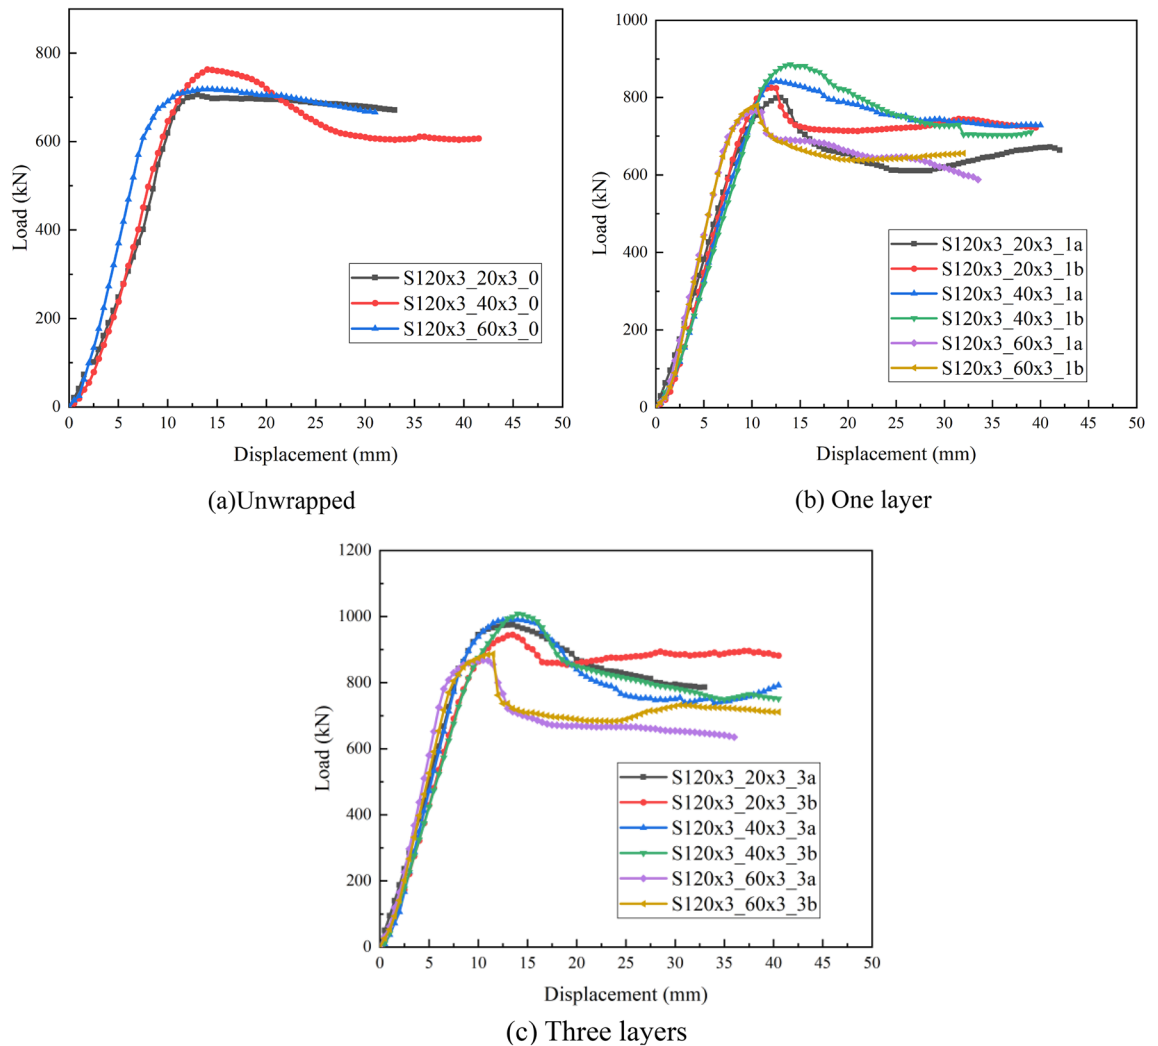 800
600
400
200
0
Load (kN)
0 5 10 15 20 25 30 35 40 45 50
Displacement (mm)
S120x3_20x3_0
S120x3_40x3_0
S120x3_60x3_0
(a)Unwrapped
1000
800
600
400
200
0
Load (kN)
0 5 10 15 20 25 30 35 40 45 50
Displacement (mm)
S120x3_20x3_1a
S120x3_20x3_1b
S120x3_40x3_1a
S120x3_40x3_1b
S120x3_60x3_1a
S120x3_60x3_1b
(b) One layer
1200
1000
800
600
400
200
0
Load (kN)
0 5 10 15 20 25 30 35 40 45 50
Displacement (mm)
S120x3_20x3_3a
S120x3_20x3_3b
S120x3_40x3_3a
S120x3_40x3_3b
S120x3_60x3_3a
S120x3_60x3_3b
(c) Three layers